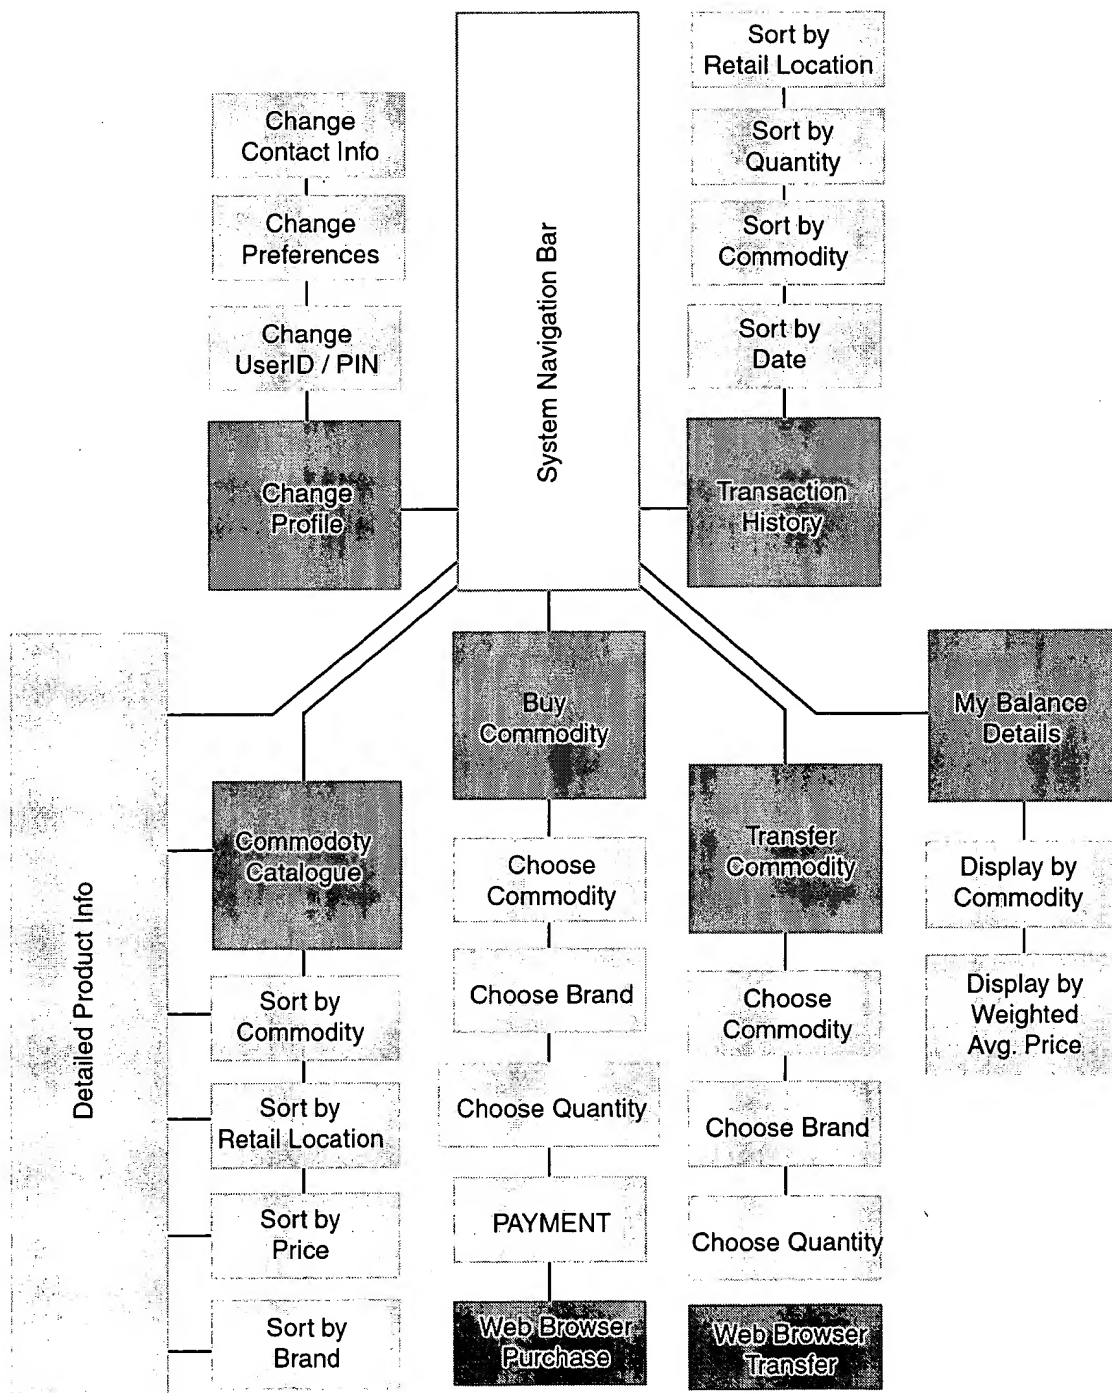 Sort by
Retail Location
Change
Contact Info
Sort by
Quantity
Change
Preferences
Sort by
Commodity
System Navigation Bar
Change
UserID / PIN
Sort by
Date
Change
Profile
Transaction
History
Buy
Commodity
My Balance
Details
Commodoty
Catalogue
Transfer
Commodity
Choose
Commodity
Display by
Commodity
Detailed Product Info
Choose Brand
Sort by
Commodity
Choose
Commodity
Display by
Weighted
Avg. Price
Choose Quantity
Sort by
Retail Location
Choose Brand
PAYMENT
Sort by
Price
Choose Quantity
Web Browser
Purchase
Sort by
Brand
Web Browser
Transfer